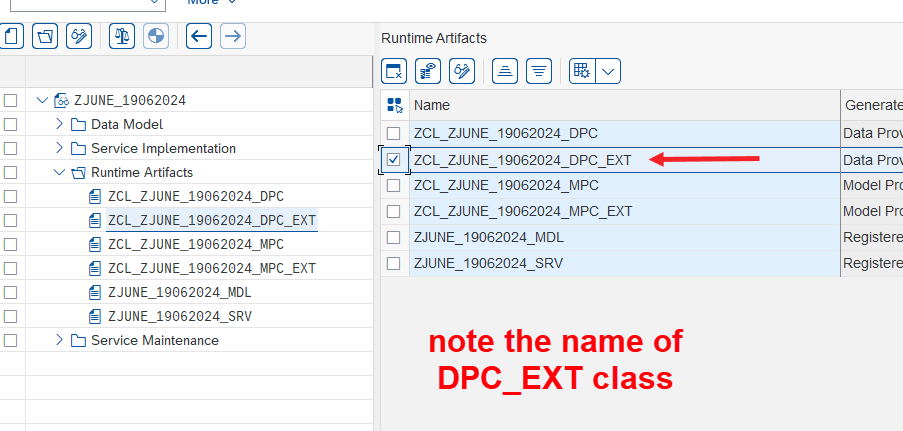 More
Runtime Artifacts
Name
Generate
ZJUNE_19062024
Data Model
Service Implementation
Runtime Artifacts
ZCL_ZJUNE_19062024_DPC
ZCL_ZJUNE_19062024_DPC_EXT
ZCL_ZJUNE_19062024_MPC
ZCL_ZJUNE_19062024_MPC_EXT
ZJUNE_19062024_MDL
ZJUNE_19062024_SRV
Service Maintenance
ZCL_ZJUNE_19062024_DPC Data Prov
ZCL_ZJUNE_19062024_DPC_EXT Data Prov
ZCL_ZJUNE_19062024_MPC Model Pro
ZCL_ZJUNE_19062024_MPC_EXT Model Pro
ZJUNE_19062024_MDL Registere
ZJUNE_19062024_SRV Registere
note the name of
DPC_EXT class